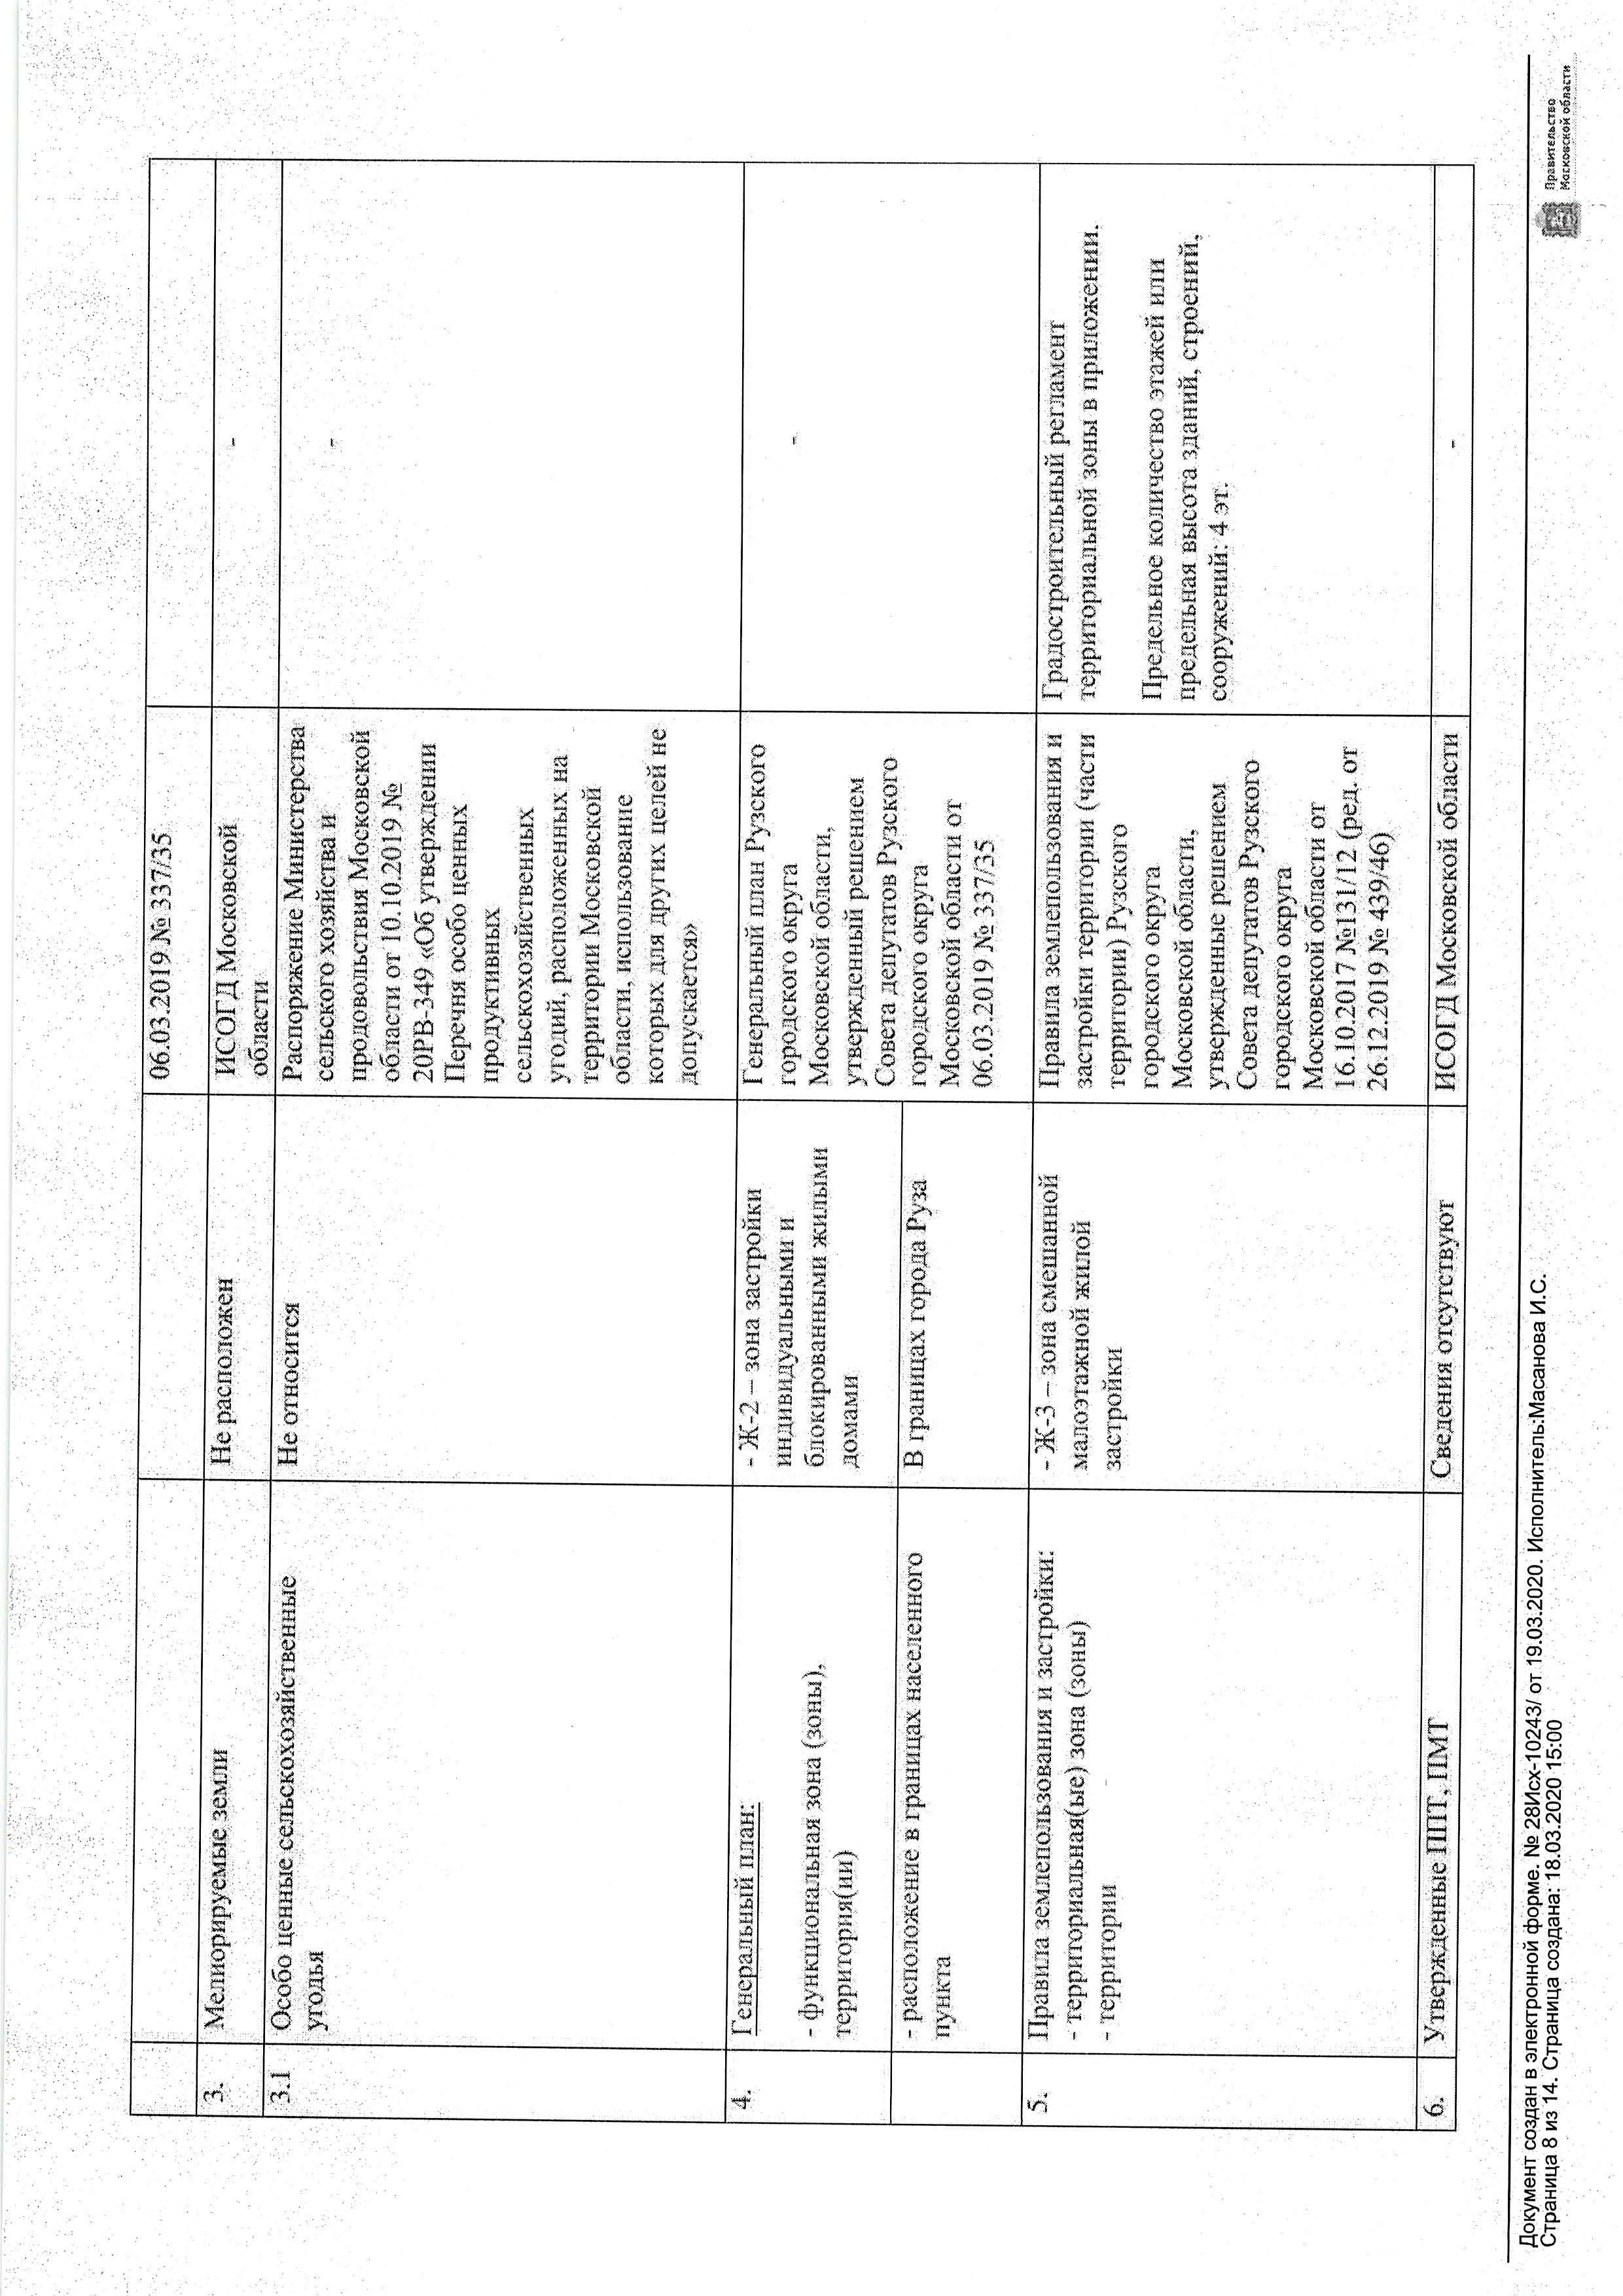 06.03.2019 № 337/35
3.
Мелиорируемые земли
Не расположен
ИСОГД Московской
области
-
3.1
Особо ценные сельскохозяйственные
угодья
Не относится
Распоряжение Министерства
сельского хозяйства и
продовольствия Московской
области от 10.10.2019 №
20РВ-349 «Об утверждении
Перечня особо ценных
продуктивных
сельскохозяйственных
угодий, расположенных на
территории Московской
области, использование
которых для других целей не
допускается»
-
4.
Генеральный план:
- функциональная зона (зоны),
территория(ии)
- Ж-2 – зона застройки
индивидуальными и
блокированными жилыми
домами
Генеральный план Рузского
городского округа
Московской области,
утвержденный решением
Совета депутатов Рузского
городского округа
Московской области от
06.03.2019 № 337/35
-
- расположение в границах населенного
пункта
В границах города Руза
5.
Правила землепользования и застройки:
- территориальная(ые) зона (зоны)
- территории
- Ж-3 – зона смешанной
малоэтажной жилой
застройки
Правила землепользования и
застройки территории (части
территории) Рузского
городского округа
Московской области,
утвержденные решением
Совета депутатов Рузского
городского округа
Московской области от
16.10.2017 №131/12 (ред. от
26.12.2019 № 439/46)
Градостроительный регламент
территориальной зоны в приложении.
Предельное количество этажей или
предельная высота зданий, строений,
сооружений: 4 эт.
6.
Утвержденные ППТ, ПМТ
Сведения отсутствуют
ИСОГД Московской области
-
Документ создан в электронной форме. № 28Исх-10243/ от 19.03.2020. Исполнитель:Масанова И.С.
Страница 8 из 14. Страница создана: 18.03.2020 15:00
Правительство
Московской области